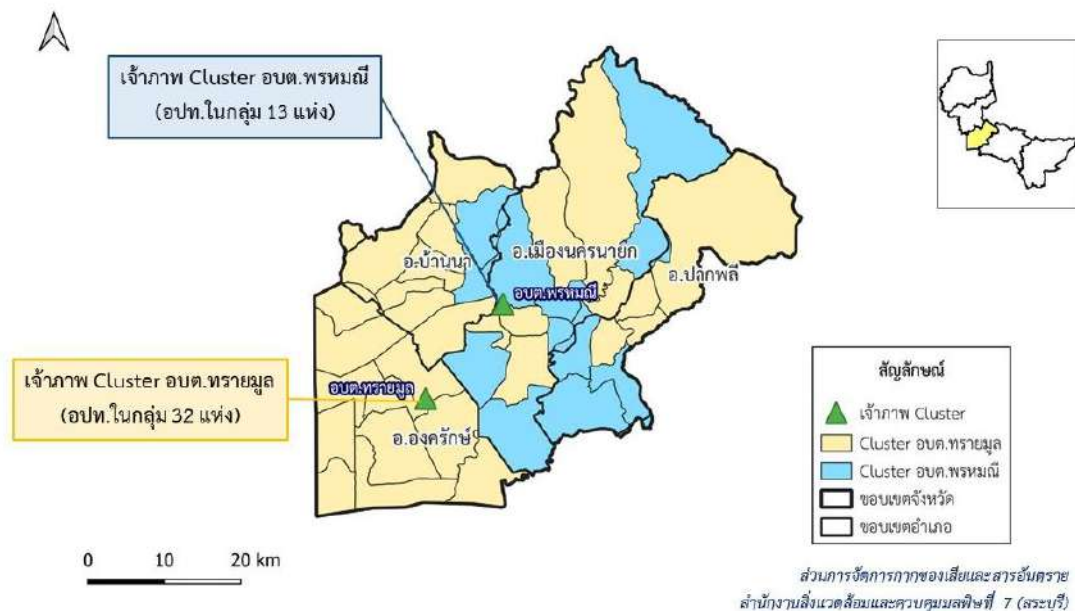 เจ้าภาพ Cluster อบต.พรหมณี
(อปท.ในกลุ่ม 13 แห่ง)
อ.บ้านนา
อ.เมืองนครนายก
อ.ปากพลี
อบต.พรหมณี
เจ้าภาพ Cluster อบต.ทรายมูล
(อปท.ในกลุ่ม 32 แห่ง)
อบต.ทรายมูล
อ.องครักษ์
สัญลักษณ์
เจ้าภาพ Cluster
Cluster อบต.ทรายมูล
Cluster อบต.พรหมณี
ขอบเขตจังหวัด
ขอบเขตอำเภอ
0 10 20 km
ส่วนการจัดการกากของเสียและสารอันตราย
สำนักงานสิ่งแวดล้อมและควบคุมมลพิษที่ 7 (สระบุรี)